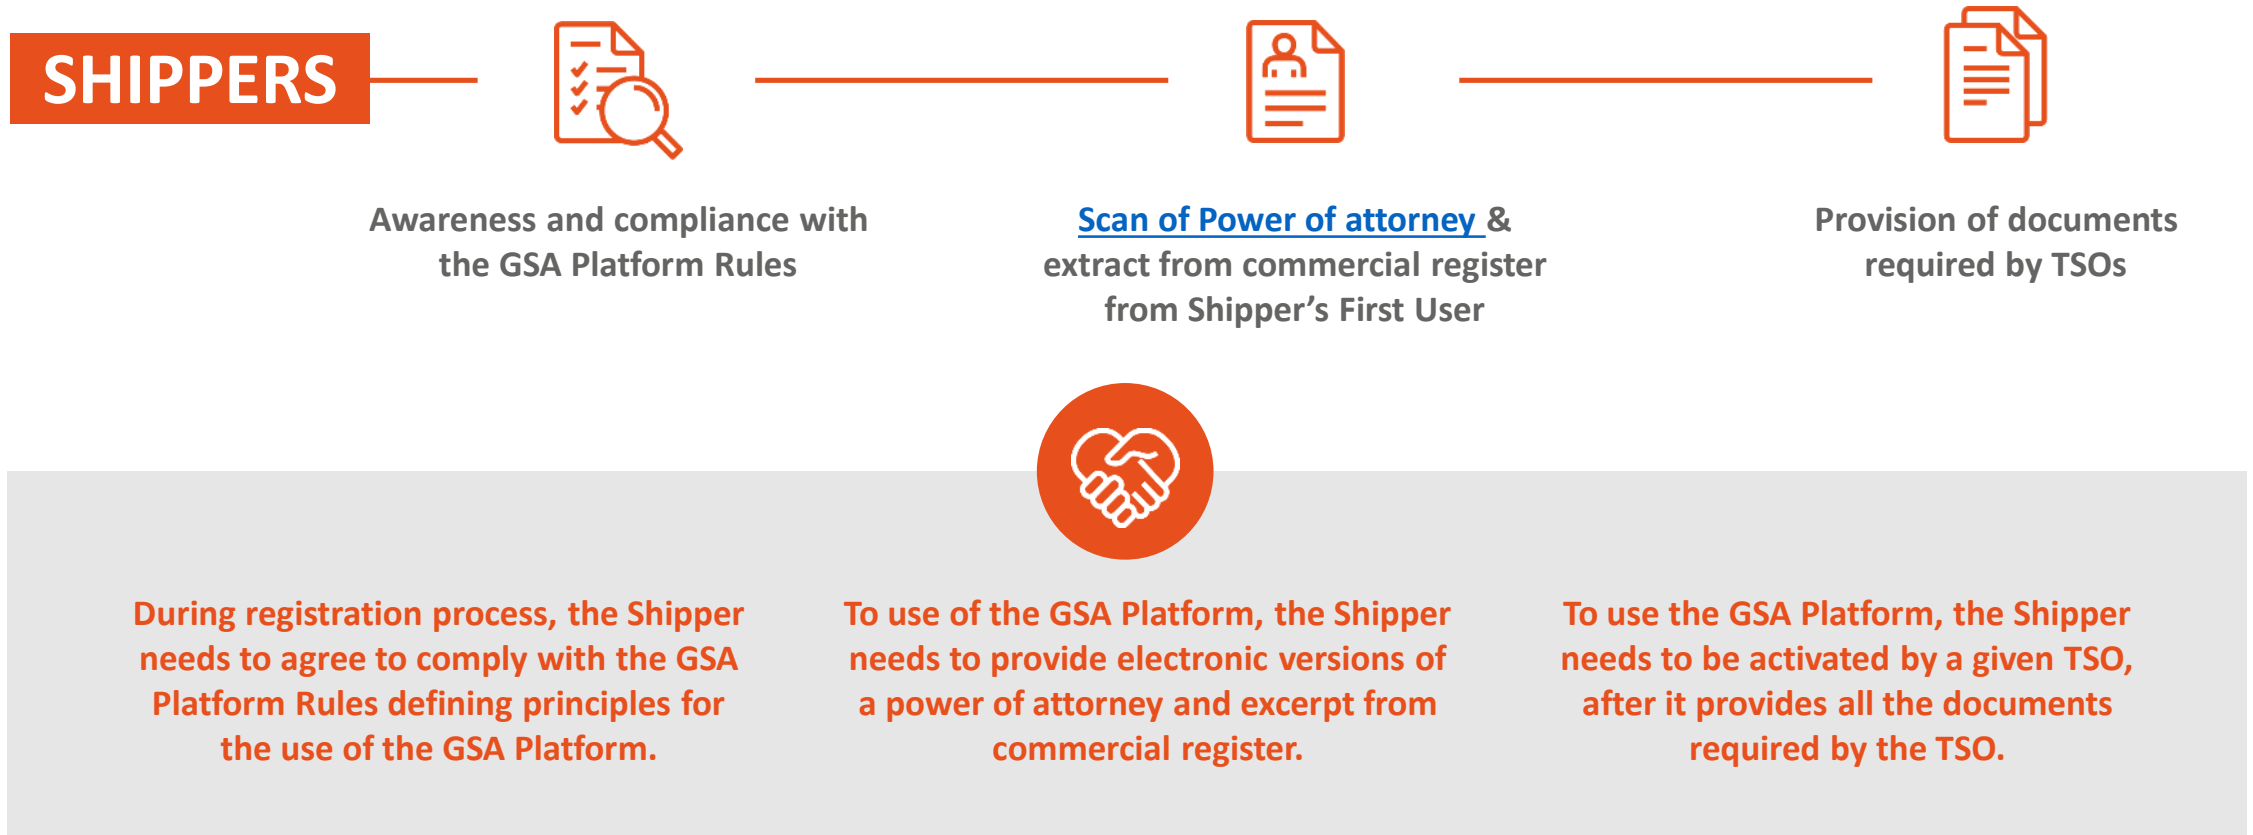 SHIPPERS
Awareness and compliance with
the GSA Platform Rules
Scan of Power of attorney &
extract from commercial register
from Shipper’s First User
Provision of documents
required by TSOs
During registration process, the Shipper
needs to agree to comply with the GSA
Platform Rules defining principles for
the use of the GSA Platform.
To use of the GSA Platform, the Shipper
needs to provide electronic versions of
a power of attorney and excerpt from
commercial register.
To use the GSA Platform, the Shipper
needs to be activated by a given TSO,
after it provides all the documents
required by the TSO.